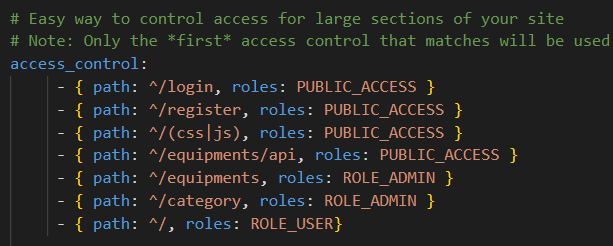 # Easy way to control access for large sections of your site
# Note: Only the *first* access control that matches will be used
access_control:
- { path: ^/login, roles: PUBLIC_ACCESS }
- { path: ^/register, roles: PUBLIC_ACCESS }
- { path: ^/(css|js), roles: PUBLIC_ACCESS }
- { path: ^/equipments/api, roles: PUBLIC_ACCESS }
- { path: ^/equipments, roles: ROLE_ADMIN }
- { path: ^/category, roles: ROLE_ADMIN }
- { path: ^/, roles: ROLE_USER}